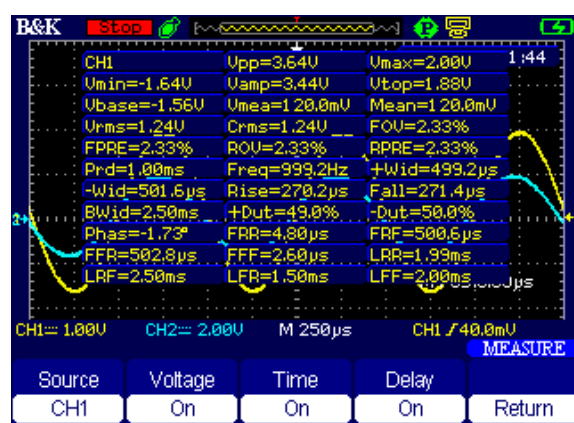 B&K Stop P
1:44
CH1 Vpp=3.64V Vmax=2.00V
Vmin=-1.64V Vamp=3.44V Vtop=1.88V
Vbase=-1.56V Vmea=120.0mV Mean=120.0mV
Vrms=1.24V Crms=1.24V FOV=2.33%
FPRE=2.33% ROV=2.33% RPRE=2.33%
Prd=1.00ms Freq=999.2Hz +Wid=499.2µs
-Wid=501.6µs Rise=270.2µs Fall=271.4µs
BWid=2.50ms +Dut=49.0% -Dut=50.0%
Phas=-1.73° FRR=4.80µs FRF=500.6µs
FFR=502.8µs FFF=2.60µs LRR=1.99ms
LRF=2.50ms LFR=1.50ms LFF=2.00ms
CH1 1.00V CH2 2.00V M 250µs CH1 40.0mV
MEASURE
Source Voltage Time Delay
CH1 On On On Return